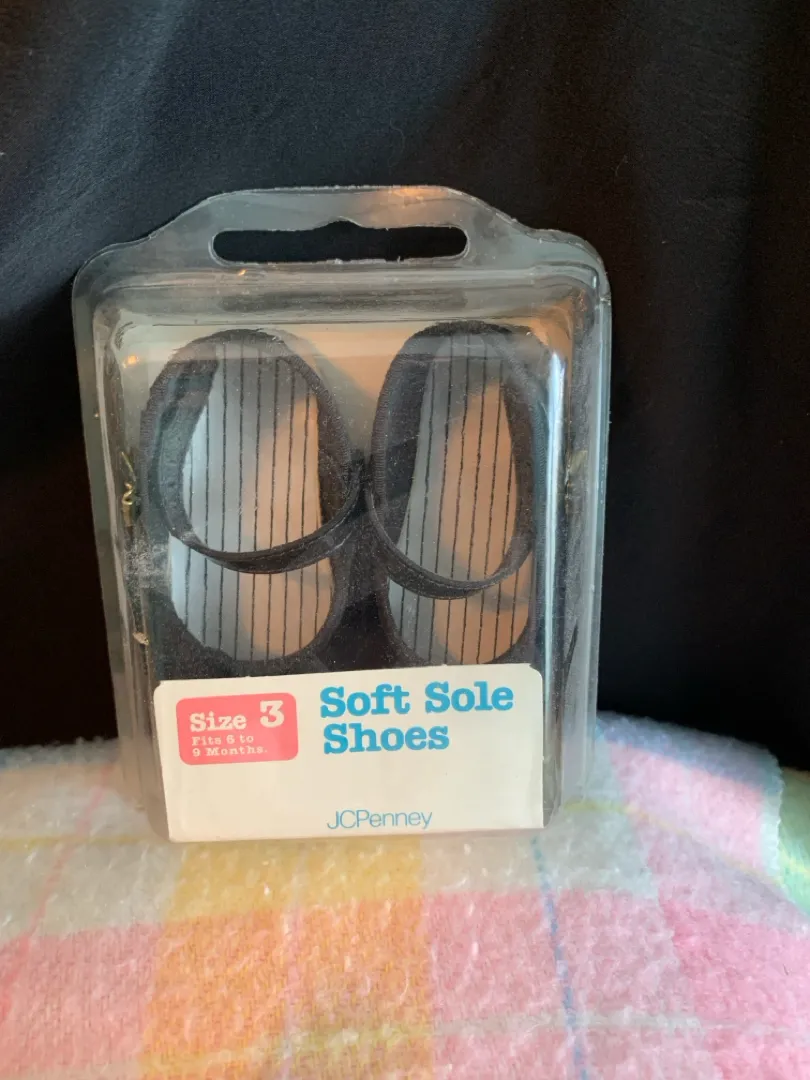 Size 3
Fits 6 to
9 Months.
Soft Sole
Shoes
JCPenney